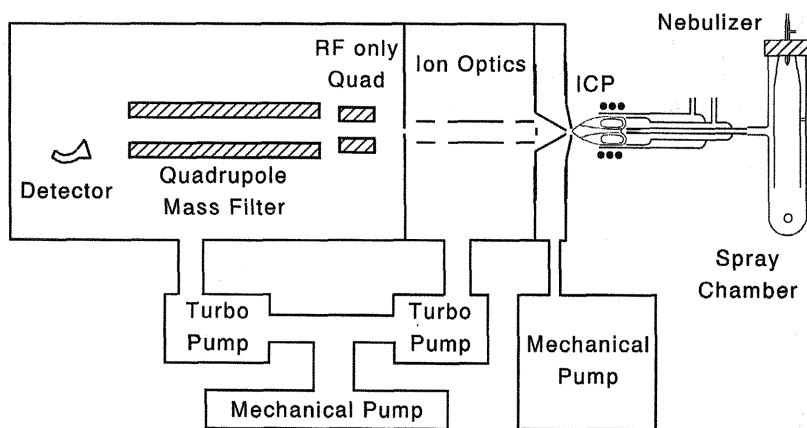 Nebulizer
RF only
Quad
Ion Optics
ICP
Detector
Quadrupole
Mass Filter
Spray
Chamber
Turbo
Pump
Turbo
Pump
Mechanical
Pump
Mechanical Pump